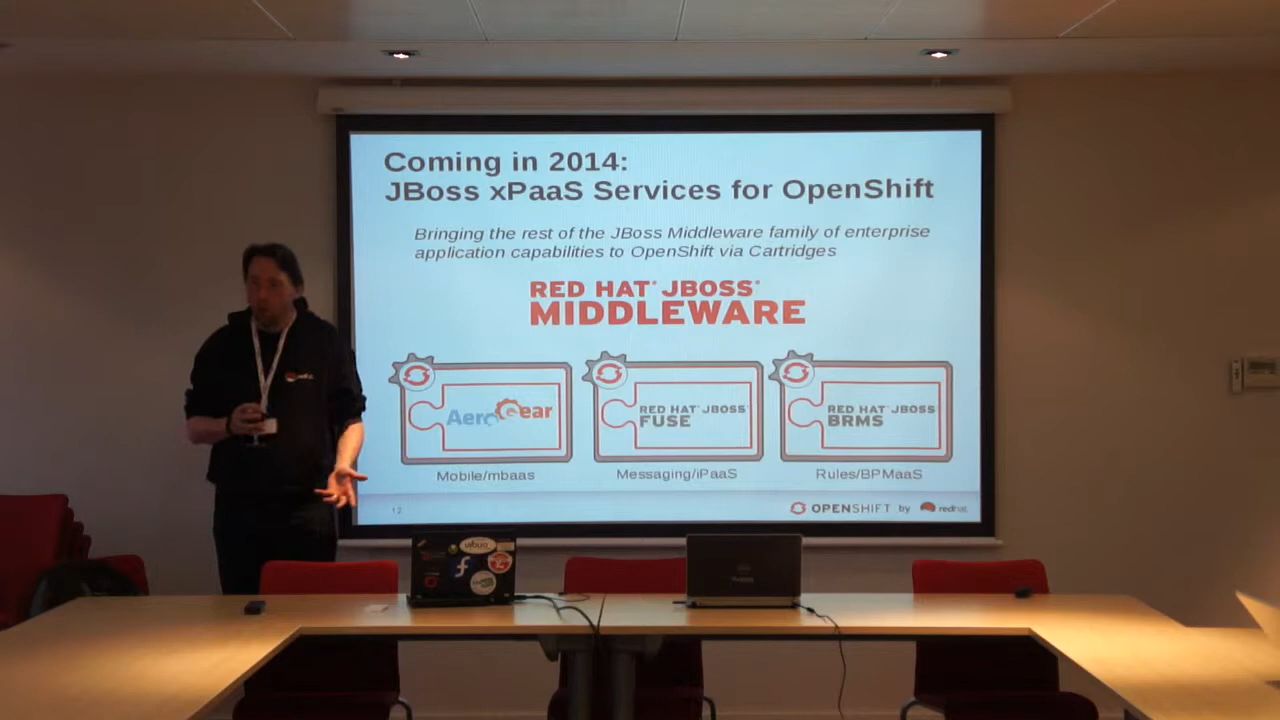 Coming in 2014:
JBoss xPaaS Services for OpenShift
Bringing the rest of the JBoss Middleware family of enterprise
application capabilities to OpenShift via Cartridges
RED HAT® JBOSS®
MIDDLEWARE
AeroGear
RED HAT® JBOSS®
FUSE
RED HAT® JBOSS®
BRMS
Mobile/mbaas
Messaging/iPaaS
Rules/BPMaaS
12
OPENSHIFT by redhat.